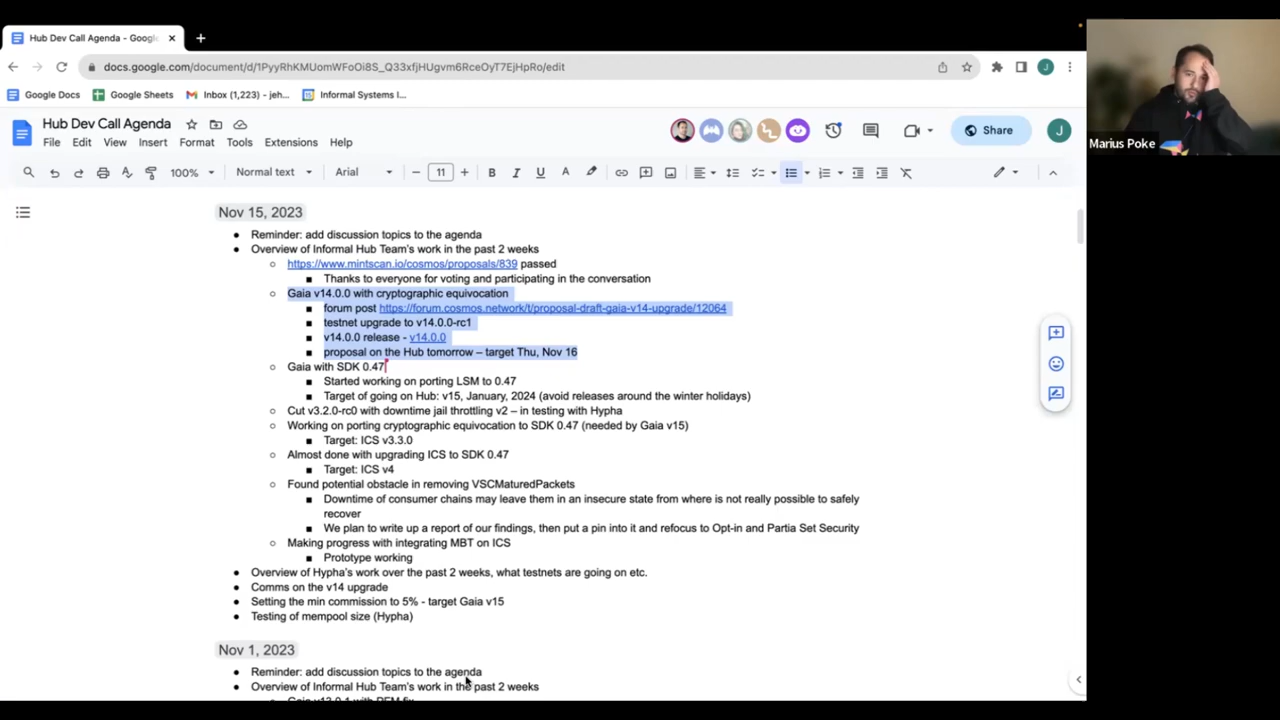 Hub Dev Call Agenda - Googl
docs.google.com/document/d/1PyyRhKMUomWFoOi8S_Q33xfjHUgvm6RceOyT7EjHpRo/edit
J
Google Docs
Google Sheets
Inbox (1,223) - jeh...
Informal Systems I...
Hub Dev Call Agenda
File Edit View Insert Format Tools Extensions Help
Share
J
100%
Normal text
Arial
11
B I U A
Nov 15, 2023
Reminder: add discussion topics to the agenda
Overview of Informal Hub Team's work in the past 2 weeks
https://www.mintscan.io/cosmos/proposals/839 passed
Thanks to everyone for voting and participating in the conversation
Gaia v14.0.0 with cryptographic equivocation
forum post https://forum.cosmos.network/t/proposal-draft-gaia-v14-upgrade/12064
testnet upgrade to v14.0.0-rc1
v14.0.0 release - v14.0.0
proposal on the Hub tomorrow – target Thu, Nov 16
Gaia with SDK 0.47
Started working on porting LSM to 0.47
Target of going on Hub: v15, January, 2024 (avoid releases around the winter holidays)
Cut v3.2.0-rc0 with downtime jail throttling v2 – in testing with Hypha
Working on porting cryptographic equivocation to SDK 0.47 (needed by Gaia v15)
Target: ICS v3.3.0
Almost done with upgrading ICS to SDK 0.47
Target: ICS v4
Found potential obstacle in removing VSCMaturedPackets
Downtime of consumer chains may leave them in an insecure state from where is not really possible to safely
recover
We plan to write up a report of our findings, then put a pin into it and refocus to Opt-in and Partia Set Security
Making progress with integrating MBT on ICS
Prototype working
Overview of Hypha's work over the past 2 weeks, what testnets are going on etc.
Comms on the v14 upgrade
Setting the min commission to 5% - target Gaia v15
Testing of mempool size (Hypha)
Nov 1, 2023
Reminder: add discussion topics to the agenda
Overview of Informal Hub Team's work in the past 2 weeks
Marius Poke